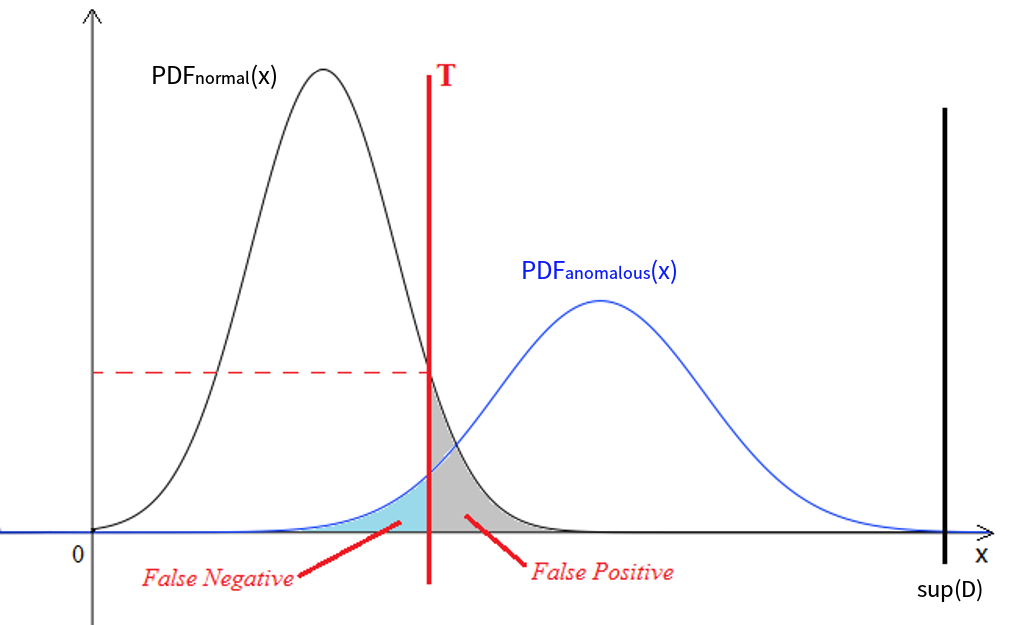 PDFnormal(x)
T
PDFanomalous(x)
0
x
False Negative
False Positive
sup(D)